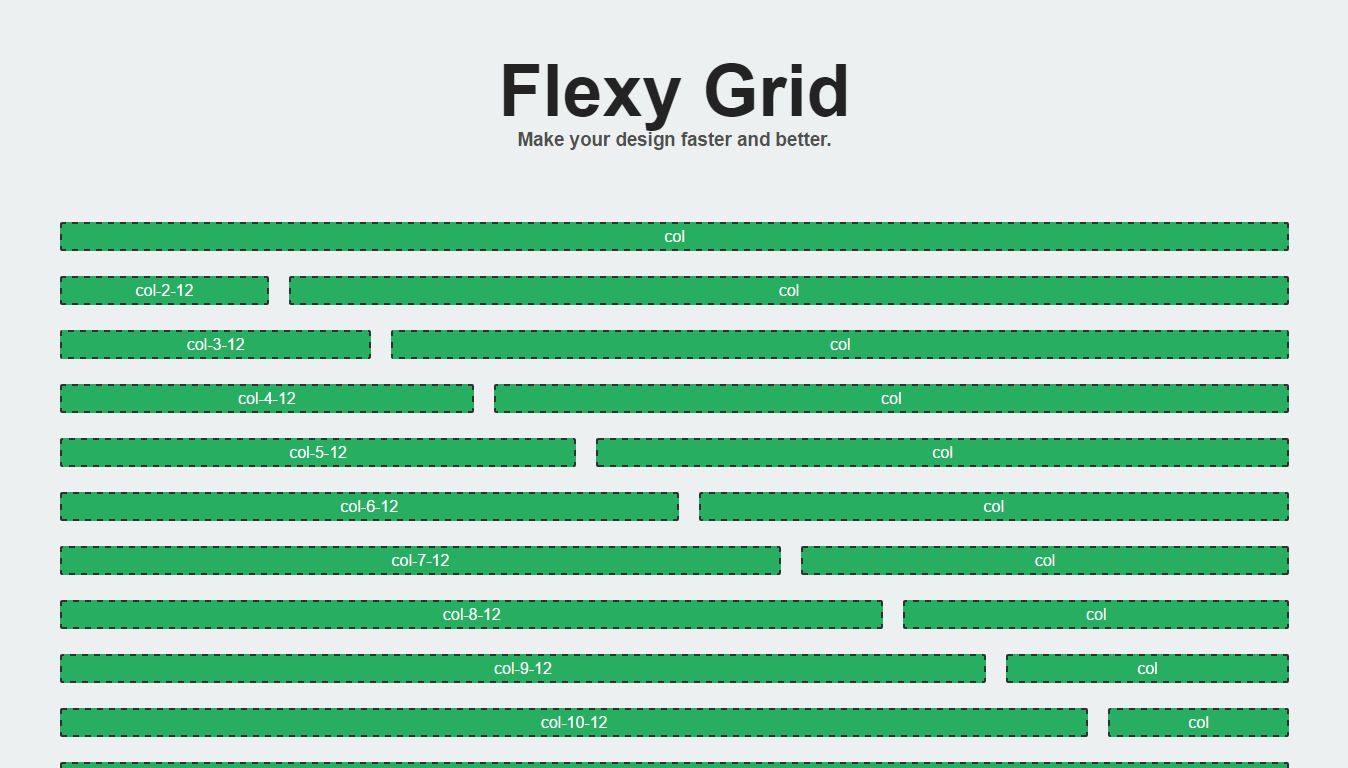 Flexy Grid
Make your design faster and better.
col
col-2-12 col
col-3-12 col
col-4-12 col
col-5-12 col
col-6-12 col
col-7-12 col
col-8-12 col
col-9-12 col
col-10-12 col